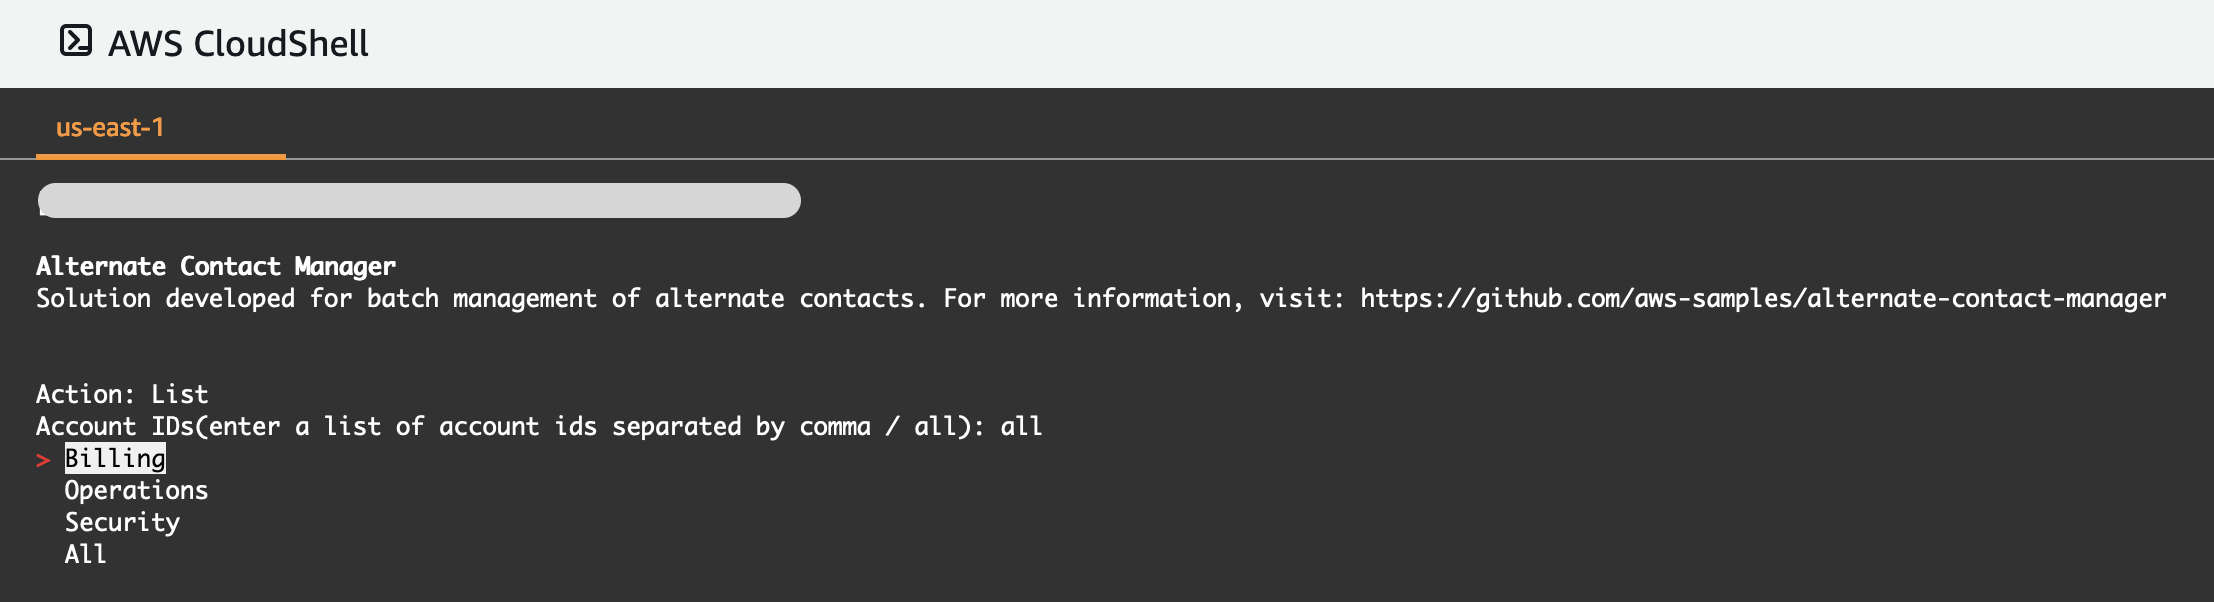 AWS CloudShell
us-east-1
Alternate Contact Manager
Solution developed for batch management of alternate contacts. For more information, visit: https://github.com/aws-samples/alternate-contact-manager
Action: List
Account IDs(enter a list of account ids separated by comma / all): all
> Billing
Operations
Security
All